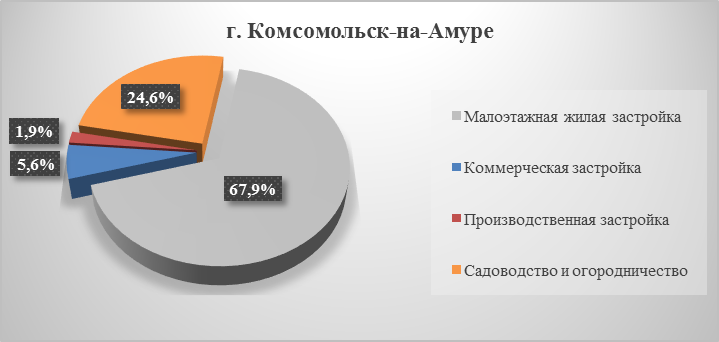 г. Комсомольск-на-Амуре
24,6%
1,9%
5,6%
67,9%
Малоэтажная жилая застройка
Коммерческая застройка
Производственная застройка
Садоводство и огородничество